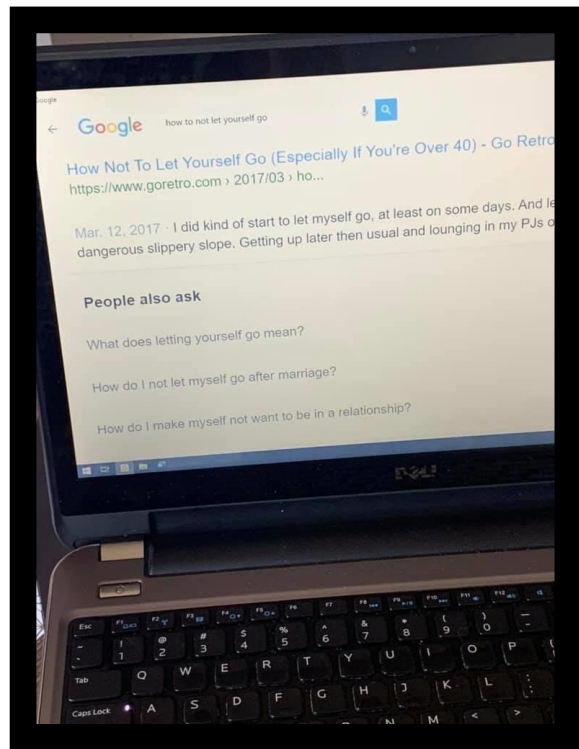 Google
← Google how to not let yourself go
How Not To Let Yourself Go (Especially If You're Over 40) - Go Retro
https://www.goretro.com › 2017/03 › ho...
Mar. 12, 2017 · I did kind of start to let myself go, at least on some days. And le
dangerous slippery slope. Getting up later then usual and lounging in my PJs o
People also ask
What does letting yourself go mean?
How do I not let myself go after marriage?
How do I make myself not want to be in a relationship?
DELL
Esc F1 F2 F3 F4 F5 F6 F7 F8 F9 F10 F11 F12
~ ! @ # $ % ^ & * ( ) _
1 2 3 4 5 6 7 8 9 0
Tab Q W E R T Y U I O P {
Caps Lock A S D F G H J K L :
N M < >